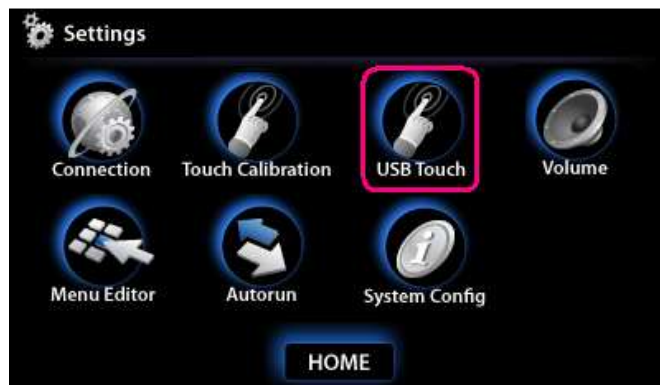 Settings
Connection
Touch Calibration
USB Touch
Volume
Menu Editor
Autorun
System Config
HOME